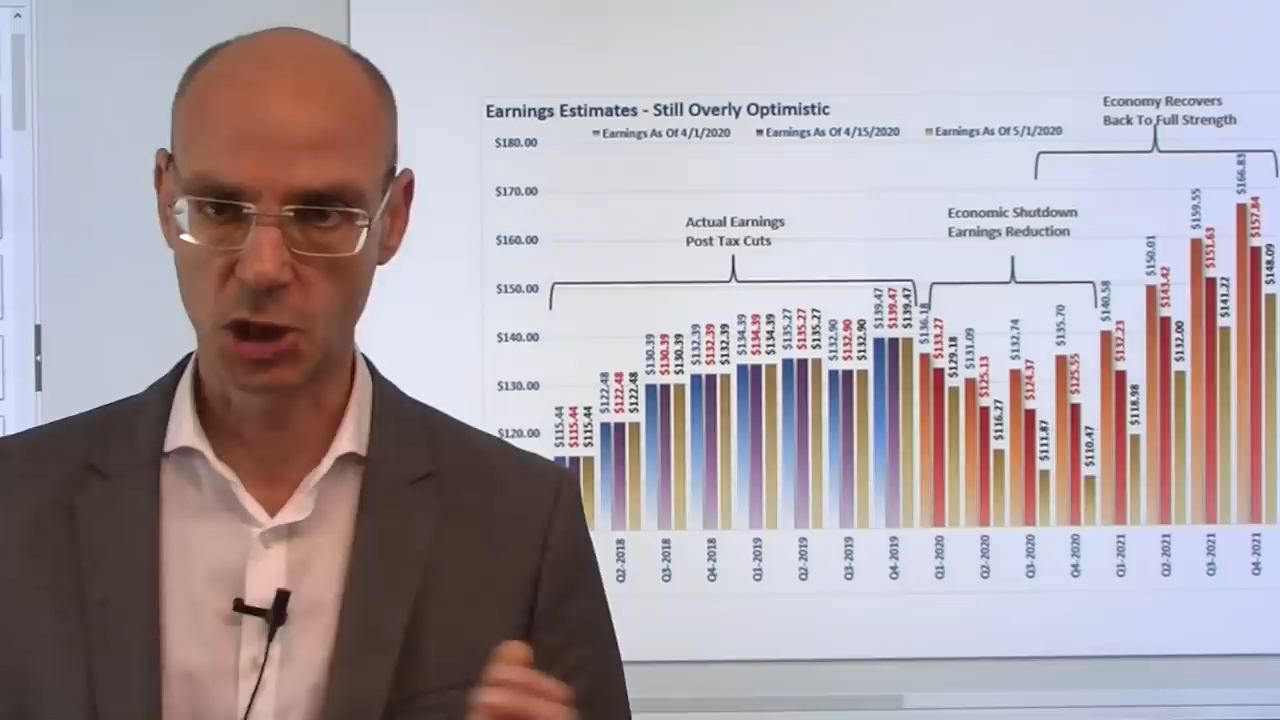 Earnings Estimates - Still Overly Optimistic
Earnings As Of 4/1/2020 Earnings As Of 4/15/2020 Earnings As Of 5/1/2020
Economy Recovers
Back To Full Strength
Actual Earnings
Post Tax Cuts
Economic Shutdown
Earnings Reduction
$180.00
$170.00
$160.00
$150.00
$140.00
$130.00
$120.00
$115.44
$115.44
$115.44
$122.48
$122.48
$122.48
$130.39
$130.39
$130.39
$132.39
$132.39
$132.39
$134.39
$134.39
$134.39
$135.27
$135.27
$135.27
$132.90
$132.90
$132.90
$139.47
$139.47
$139.47
$136.18
$133.27
$129.18
$131.09
$125.13
$116.27
$132.74
$124.37
$111.87
$135.70
$125.55
$110.47
$140.58
$132.23
$118.98
$150.01
$143.42
$132.00
$159.55
$151.63
$141.22
$166.83
$157.84
$148.09
Q2-2018
Q3-2018
Q4-2018
Q1-2019
Q2-2019
Q3-2019
Q4-2019
Q1-2020
Q2-2020
Q3-2020
Q4-2020
Q1-2021
Q2-2021
Q3-2021
Q4-2021